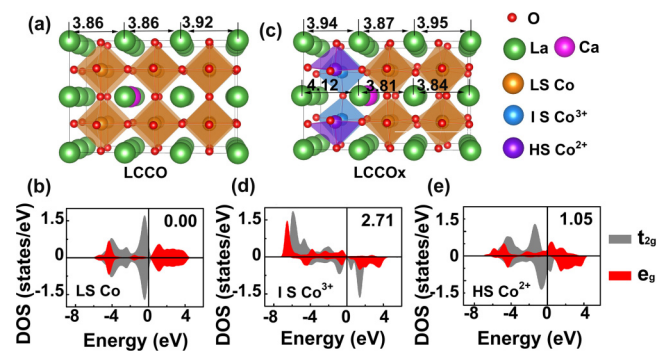 (a)
3.86 3.86 3.92
LCCO
(c)
3.94 3.87 3.95
4.12 3.81 3.84
LCCOx
O
La Ca
LS Co
I S Co³⁺
HS Co²⁺
(b)
DOS (states/eV)
1.5
0
-1.5
0.00
LS Co
-8 -4 0 4
Energy (eV)
(d)
DOS (states/eV)
1.5
0
-1.5
2.71
I S Co³⁺
-8 -4 0 4
Energy (eV)
(e)
DOS (states/eV)
1.5
0
-1.5
1.05
HS Co²⁺
-8 -4 0 4
Energy (eV)
t₂g
eg